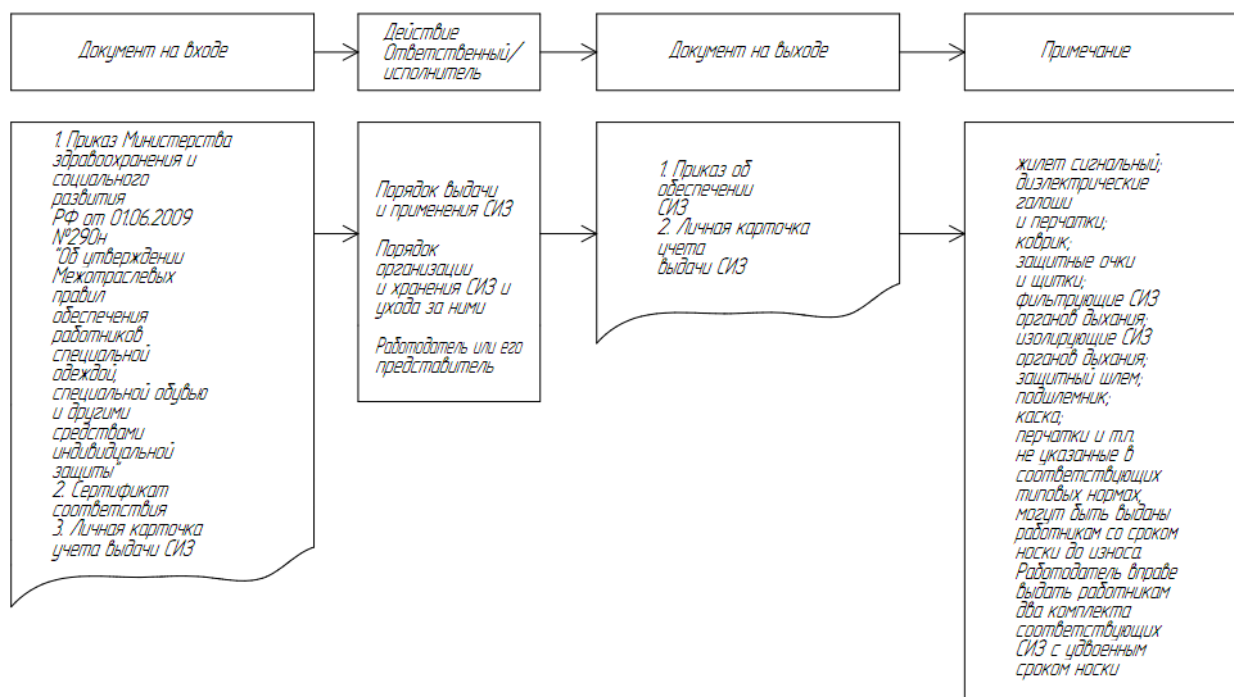 Документ на входе
Действие
Ответственный/
исполнитель
Документ на выходе
Примечание
1. Приказ Министерства
здравоохранения и
социального
развития
РФ от 01.06.2009
№290н
"Об утверждении
Межотраслевых
правил
обеспечения
работников
специальной
одеждой,
специальной обувью
и другими
средствами
индивидуальной
защиты"
2. Сертификат
соответствия
3. Личная карточка
учета выдачи СИЗ
Порядок выдачи
и применения СИЗ
Порядок
организации
и хранения СИЗ и
ухода за ними
Работодатель или его
представитель
1. Приказ об
обеспечении
СИЗ
2. Личная карточка
учета
выдачи СИЗ
жилет сигнальный;
диэлектрические
галоши
и перчатки;
коврик;
защитные очки
и щитки;
фильтрующие СИЗ
органов дыхания;
изолирующие СИЗ
органов дыхания;
защитный шлем;
подшлемник;
каска;
перчатки и т.п.
не указанные в
соответствующих
типовых нормах,
могут быть выданы
работникам со сроком
носки до износа.
Работодатель вправе
выдать работникам
два комплекта
соответствующих
СИЗ с удвоенным
сроком носки